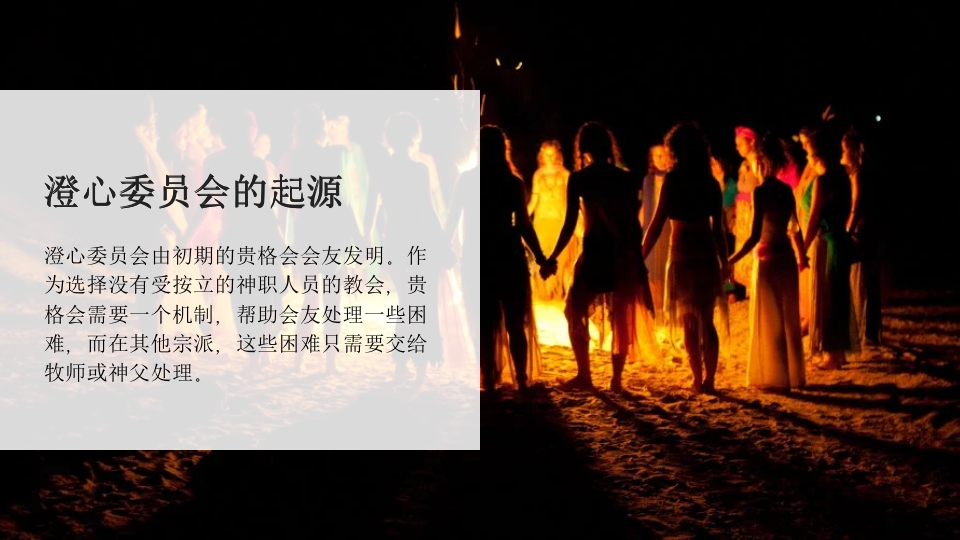 澄心委员会的起源
澄心委员会由初期的贵格会会友发明。作
为选择没有受按立的神职人员的教会，贵
格会需要一个机制，帮助会友处理一些困
难，而在其他宗派，这些困难只需要交给
牧师或神父处理。